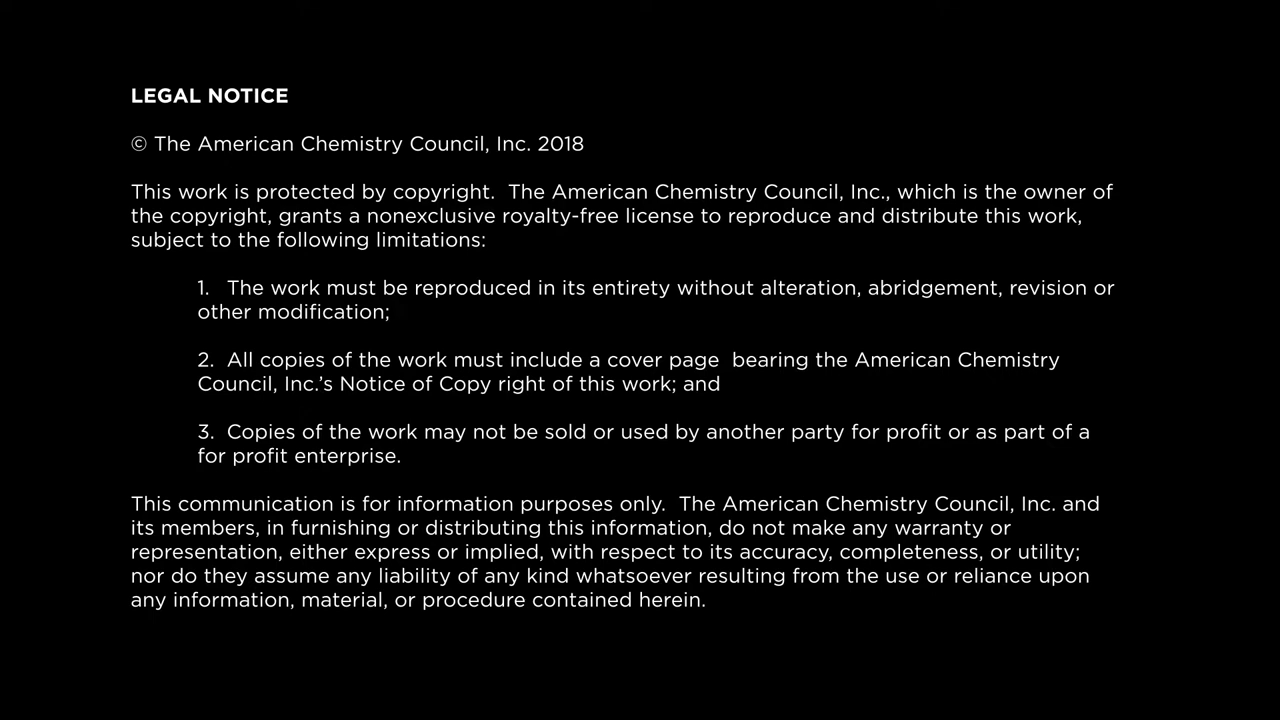 LEGAL NOTICE
© The American Chemistry Council, Inc. 2018
This work is protected by copyright.  The American Chemistry Council, Inc., which is the owner of
the copyright, grants a nonexclusive royalty-free license to reproduce and distribute this work,
subject to the following limitations:
1.  The work must be reproduced in its entirety without alteration, abridgement, revision or
other modification;
2.  All copies of the work must include a cover page  bearing the American Chemistry
Council, Inc.’s Notice of Copy right of this work; and
3.  Copies of the work may not be sold or used by another party for profit or as part of a
for profit enterprise.
This communication is for information purposes only.  The American Chemistry Council, Inc. and
its members, in furnishing or distributing this information, do not make any warranty or
representation, either express or implied, with respect to its accuracy, completeness, or utility;
nor do they assume any liability of any kind whatsoever resulting from the use or reliance upon
any information, material, or procedure contained herein.